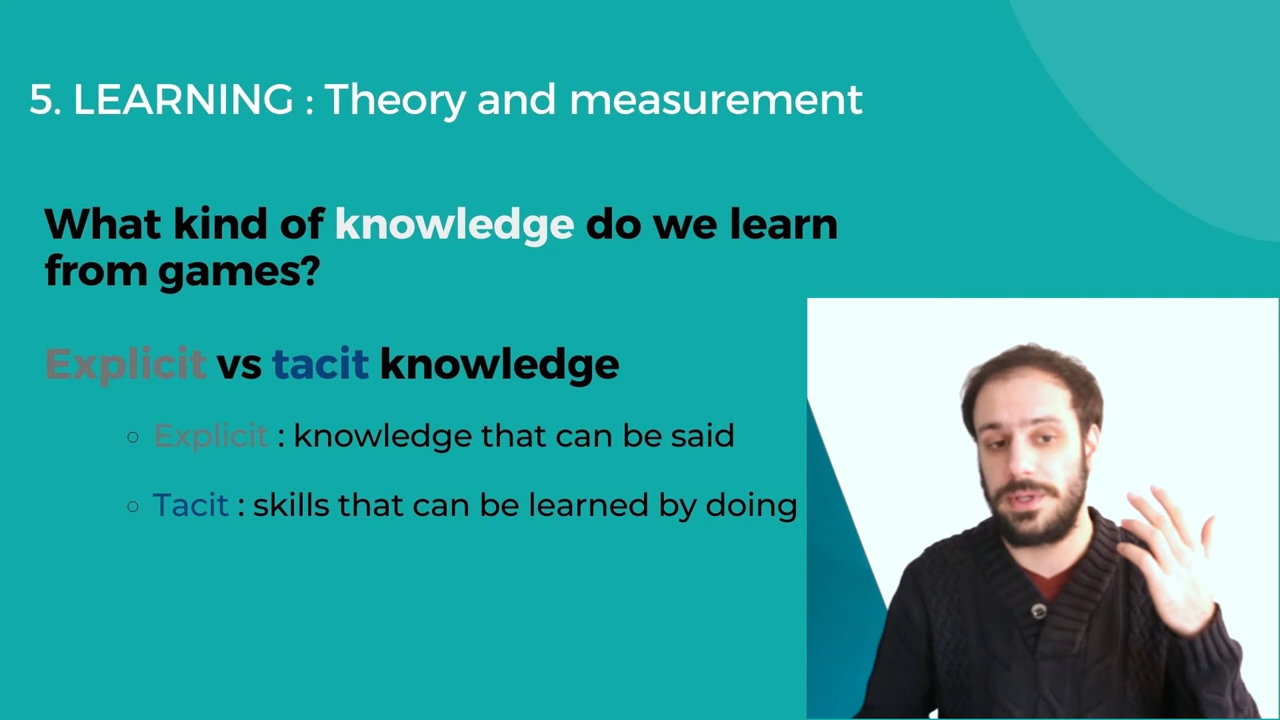 5. LEARNING : Theory and measurement
What kind of knowledge do we learn
from games?
Explicit vs tacit knowledge
Explicit : knowledge that can be said
Tacit : skills that can be learned by doing